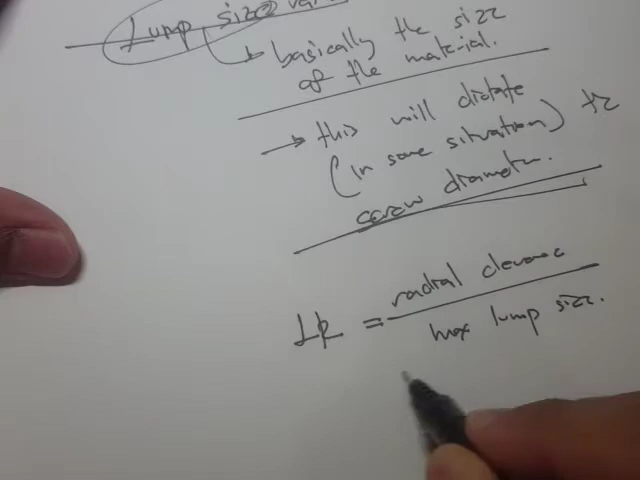 Lump size
↳ basically the size
of the material.
→ this will dictate
(in some situation) the
screw diameter.
LR = radial clearance
max lump size.